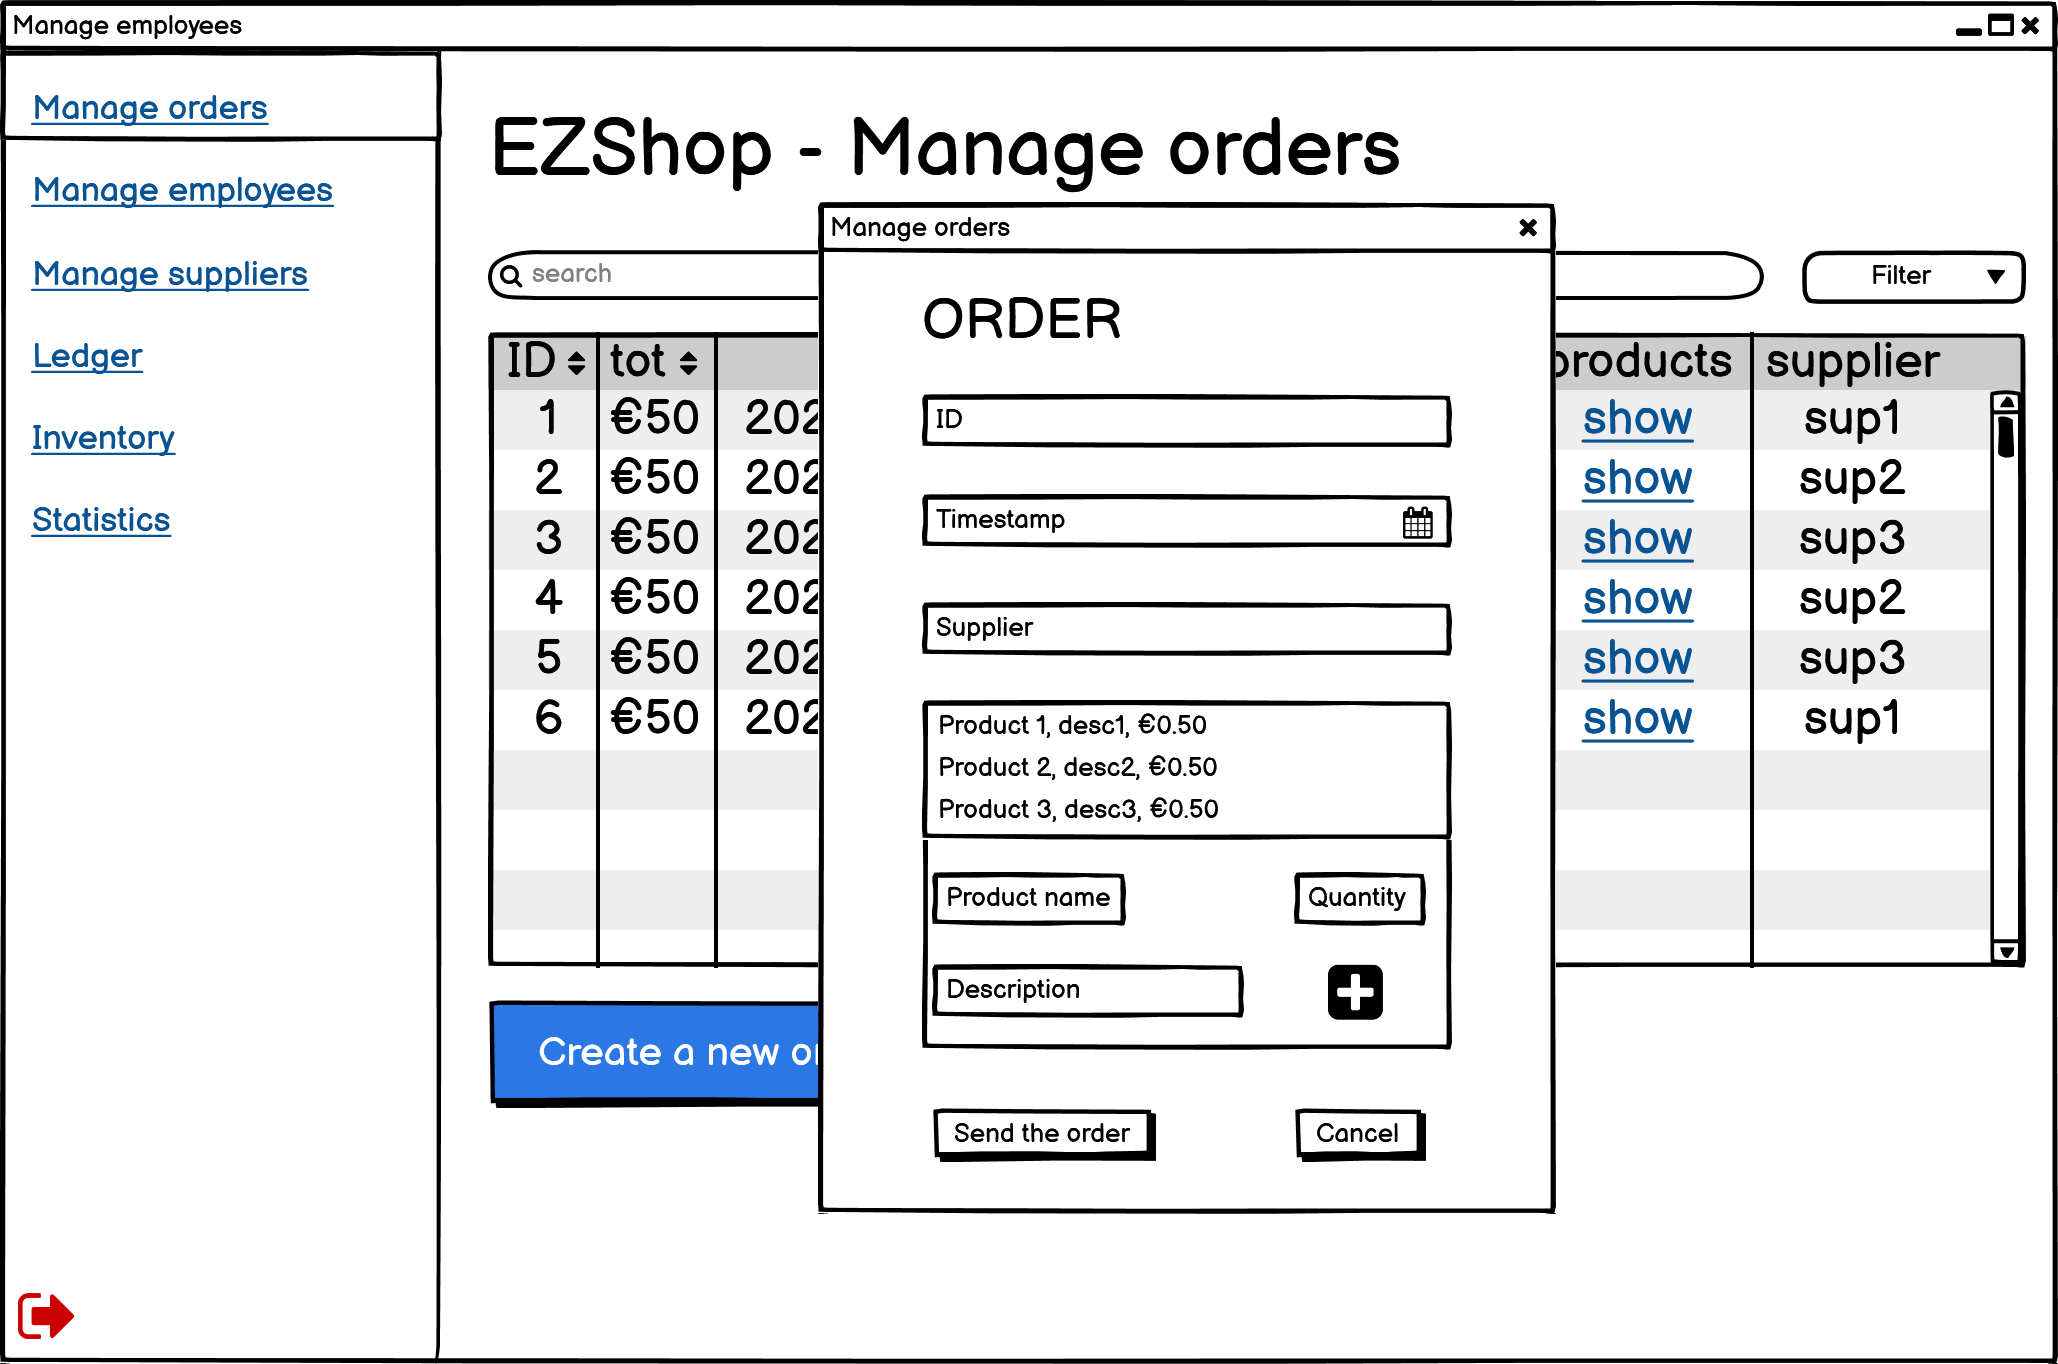 Manage employees
Manage orders
Manage employees
Manage suppliers
Ledger
Inventory
Statistics
EZShop - Manage orders
search
Filter
ID tot products supplier
1 €50 202 show sup1
2 €50 202 show sup2
3 €50 202 show sup3
4 €50 202 show sup2
5 €50 202 show sup3
6 €50 202 show sup1
Create a new or
Manage orders
ORDER
ID
Timestamp
Supplier
Product 1, desc1, €0.50
Product 2, desc2, €0.50
Product 3, desc3, €0.50
Product name Quantity
Description
Send the order Cancel